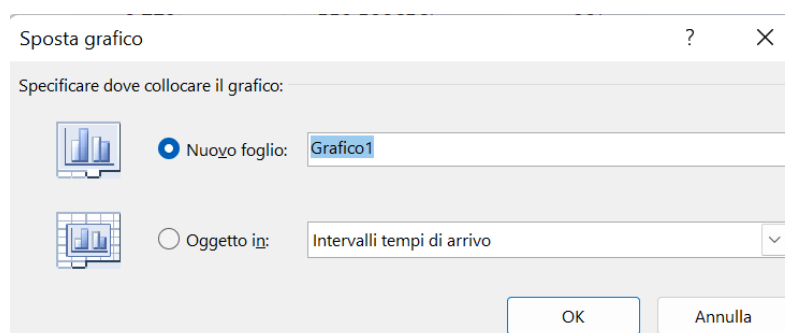 Sposta grafico ? ✕
Specificare dove collocare il grafico:
Nuovo foglio: Grafico1
Oggetto in: Intervalli tempi di arrivo
OK Annulla